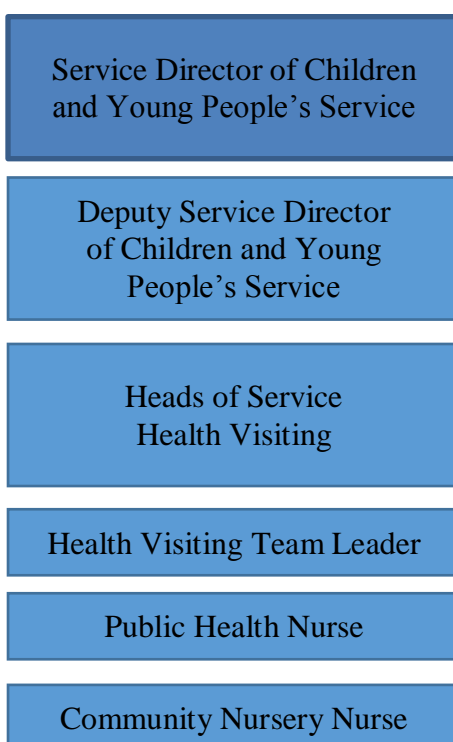 Service Director of Children
and Young People’s Service
Deputy Service Director
of Children and Young
People’s Service
Heads of Service
Health Visiting
Health Visiting Team Leader
Public Health Nurse
Community Nursery Nurse